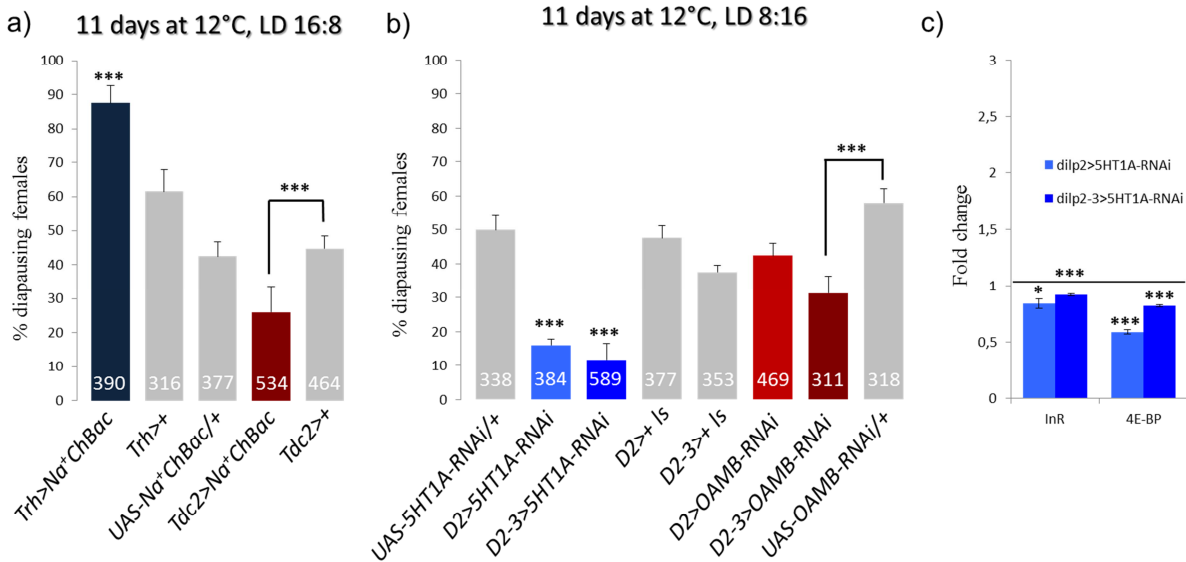 a)
11 days at 12°C, LD 16:8
% diapausing females
100
90
80
70
60
50
40
30
20
10
0
***
***
390
316
377
534
464
Trh>Na⁺ChBac
Trh>+
UAS-Na⁺ChBac/+
Tdc2>Na⁺ChBac
Tdc2>+
b)
11 days at 12°C, LD 8:16
% diapausing females
100
90
80
70
60
50
40
30
20
10
0
***
***
***
338
384
589
377
353
469
311
318
UAS-5HT1A-RNAi/+
D2>5HT1A-RNAi
D2-3>5HT1A-RNAi
D2>+ ls
D2-3>+ ls
D2>OAMB-RNAi
D2-3>OAMB-RNAi
UAS-OAMB-RNAi/+
c)
Fold change
3
2,5
2
1,5
1
0,5
0
dilp2>5HT1A-RNAi
dilp2-3>5HT1A-RNAi
*
***
***
***
InR
4E-BP